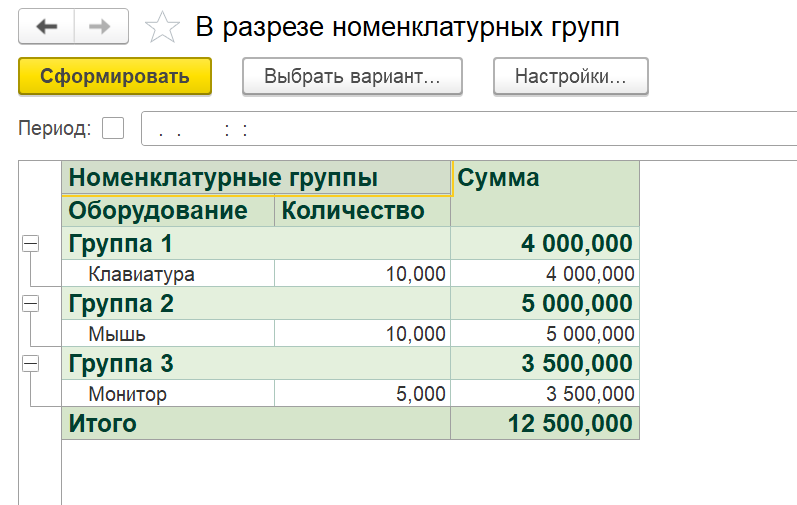 В разрезе номенклатурных групп
Сформировать Выбрать вариант... Настройки...
Период: . . : :
Номенклатурные группы Сумма
Оборудование Количество
Группа 1 4 000,000
Клавиатура 10,000 4 000,000
Группа 2 5 000,000
Мышь 10,000 5 000,000
Группа 3 3 500,000
Монитор 5,000 3 500,000
Итого 12 500,000